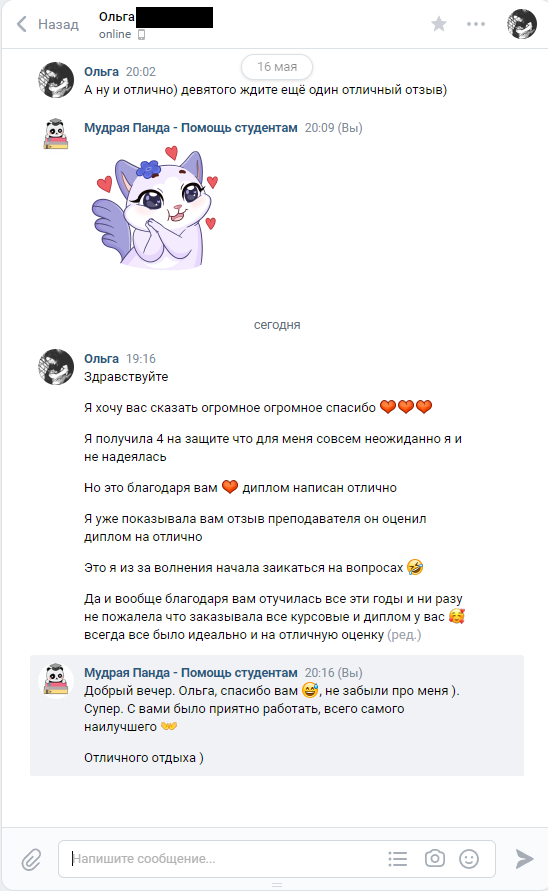 Назад
Ольга
online
16 мая
Ольга 20:02
А ну и отлично) девятого ждите ещё один отличный отзыв)
Мудрая Панда - Помощь студентам 20:09 (Вы)
сегодня
Ольга 19:16
Здравствуйте
Я хочу вас сказать огромное огромное спасибо ❤❤❤
Я получила 4 на защите что для меня совсем неожиданно я и
не надеялась
Но это благодаря вам ❤ диплом написан отлично
Я уже показывала вам отзыв преподавателя он оценил
диплом на отлично
Это я из за волнения начала заикаться на вопросах 🤣
Да и вообще благодаря вам отучилась все эти годы и ни разу
не пожалела что заказывала все курсовые и диплом у вас 🥰
всегда все было идеально и на отличную оценку (ред.)
Мудрая Панда - Помощь студентам 20:16 (Вы)
Добрый вечер. Ольга, спасибо вам 😅, не забыли про меня ).
Супер. С вами было приятно работать, всего самого
наилучшего 👐
Отличного отдыха )
Напишите сообщение...